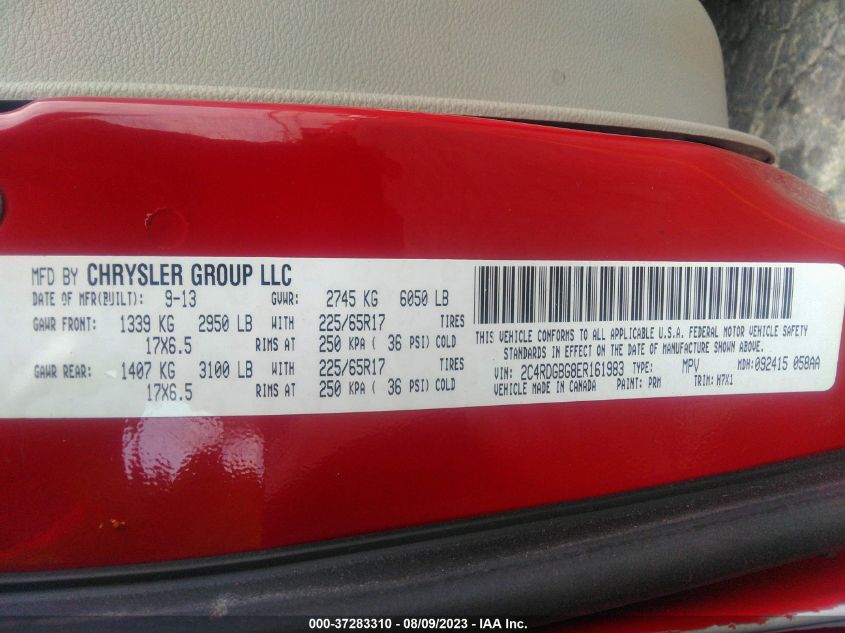 MFD BY CHRYSLER GROUP LLC
DATE OF MFR(BUILT): 9-13 GVWR: 2745 KG 6050 LB
GAWR FRONT: 1339 KG 2950 LB WITH 225/65R17 TIRES
17X6.5 RIMS AT 250 KPA ( 36 PSI) COLD
GAWR REAR: 1407 KG 3100 LB WITH 225/65R17 TIRES
17X6.5 RIMS AT 250 KPA ( 36 PSI) COLD
THIS VEHICLE CONFORMS TO ALL APPLICABLE U.S.A. FEDERAL MOTOR VEHICLE SAFETY
STANDARDS IN EFFECT ON THE DATE OF MANUFACTURE SHOWN ABOVE.
VIN: 2C4RDGBG8ER161983 TYPE: MPV MDH: 092415 058AA
VEHICLE MADE IN CANADA PAINT: PRM TRIM: H7X1
000-37283310 - 08/09/2023 - IAA Inc.